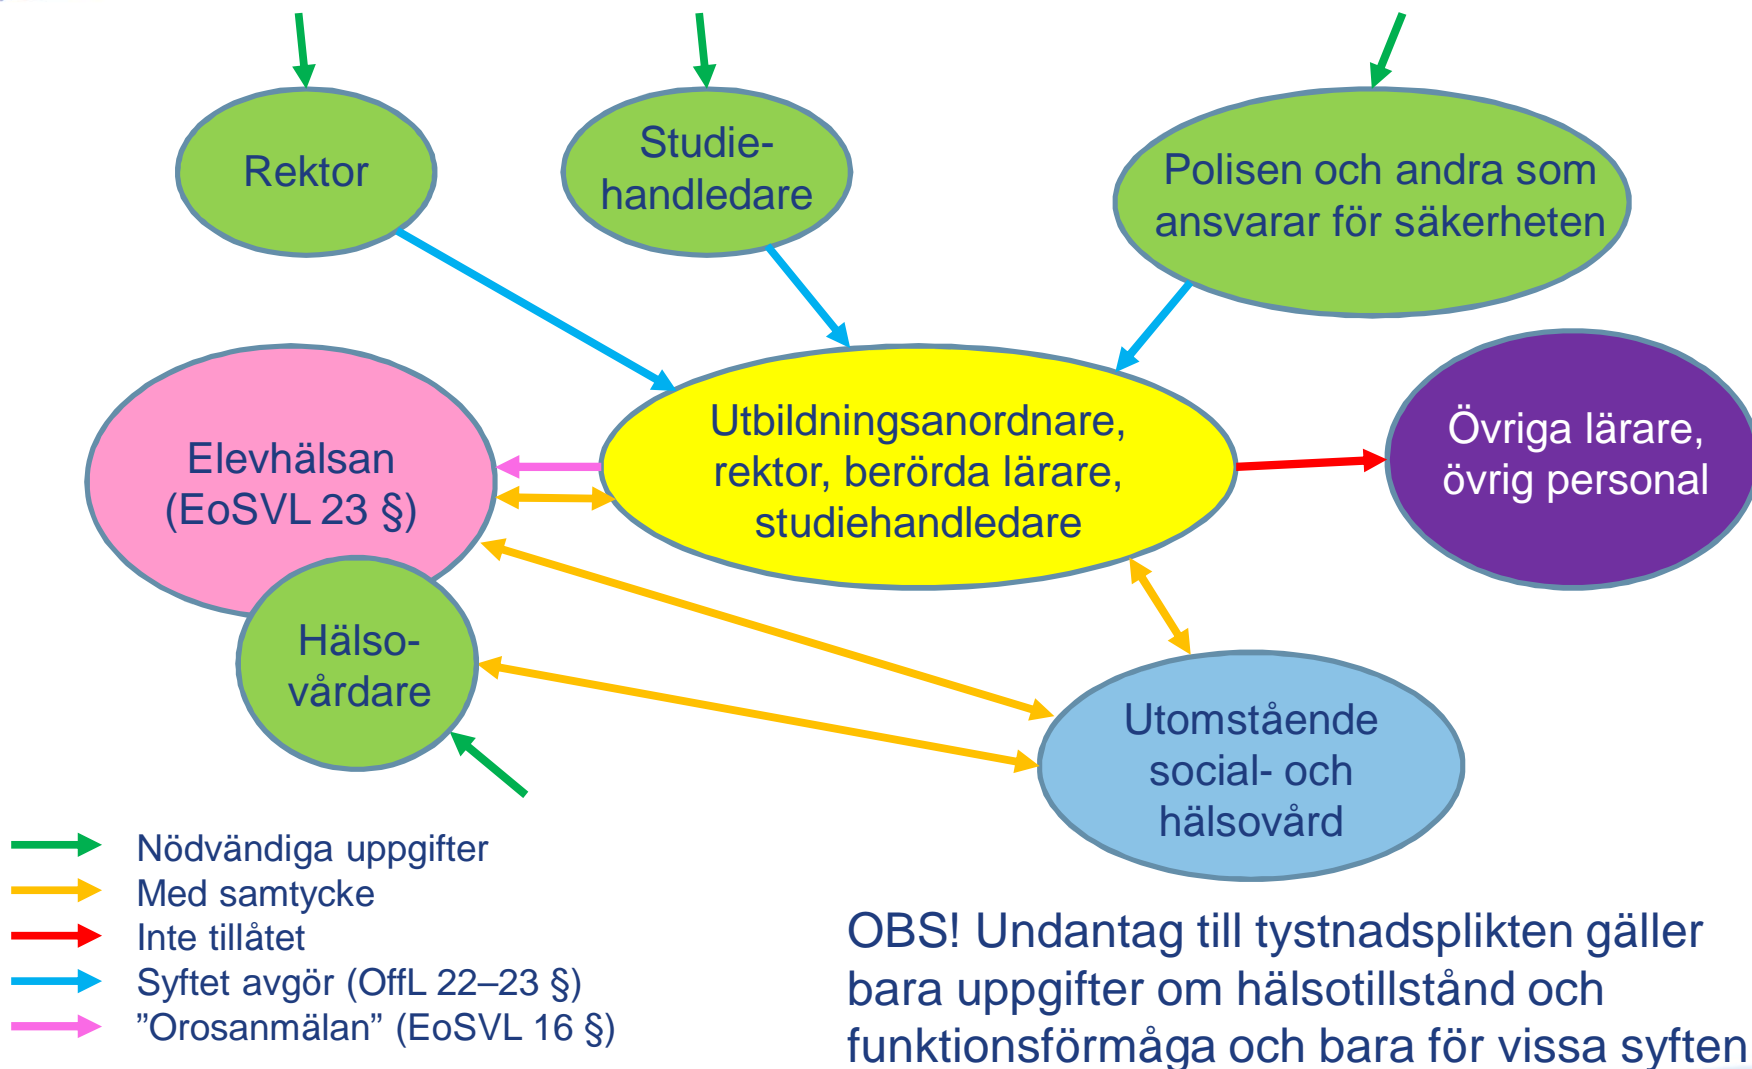 Rektor
Studie-
handledare
Polisen och andra som
ansvarar för säkerheten
Elevhälsan
(EoSVL 23 §)
Utbildningsanordnare,
rektor, berörda lärare,
studiehandledare
Övriga lärare,
övrig personal
Hälso-
vårdare
Utomstående
social- och
hälsovård
Nödvändiga uppgifter
Med samtycke
Inte tillåtet
Syftet avgör (OffL 22–23 §)
”Orosanmälan” (EoSVL 16 §)
OBS! Undantag till tystnadsplikten gäller
bara uppgifter om hälsotillstånd och
funktionsförmåga och bara för vissa syften